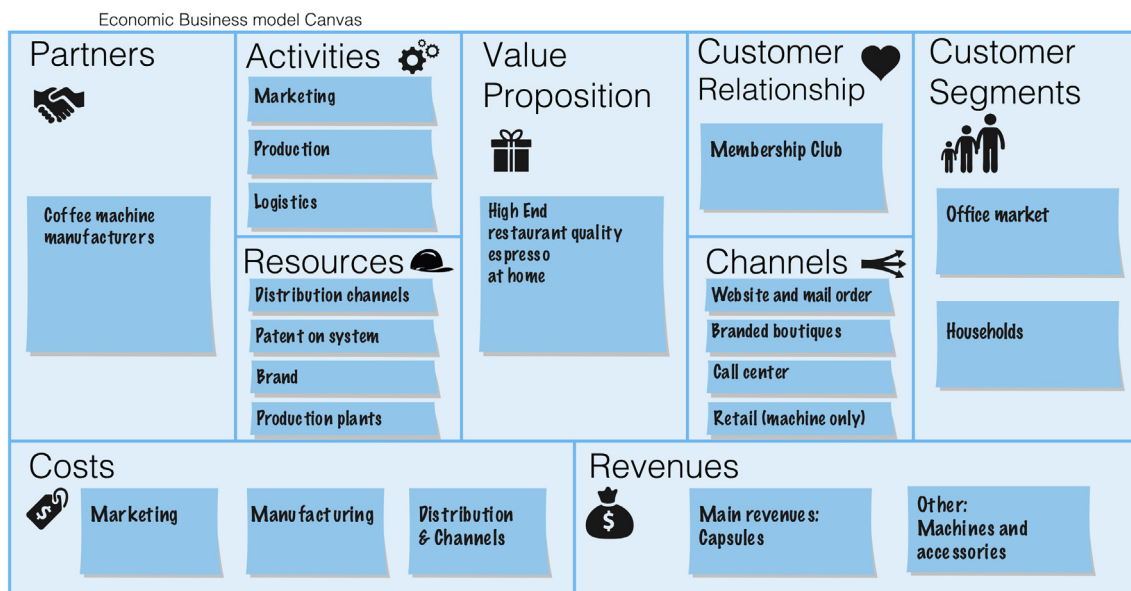 Economic Business model Canvas
Partners
Coffee machine
manufacturers
Activities
Marketing
Production
Logistics
Resources
Distribution channels
Patent on system
Brand
Production plants
Value
Proposition
High End
restaurant quality
espresso
at home
Customer
Relationship
Membership Club
Channels
Website and mail order
Branded boutiques
Call center
Retail (machine only)
Customer
Segments
Office market
Households
Costs
$
Marketing
Manufacturing
Distribution
& Channels
Revenues
$
Main revenues:
Capsules
Other:
Machines and
accessories